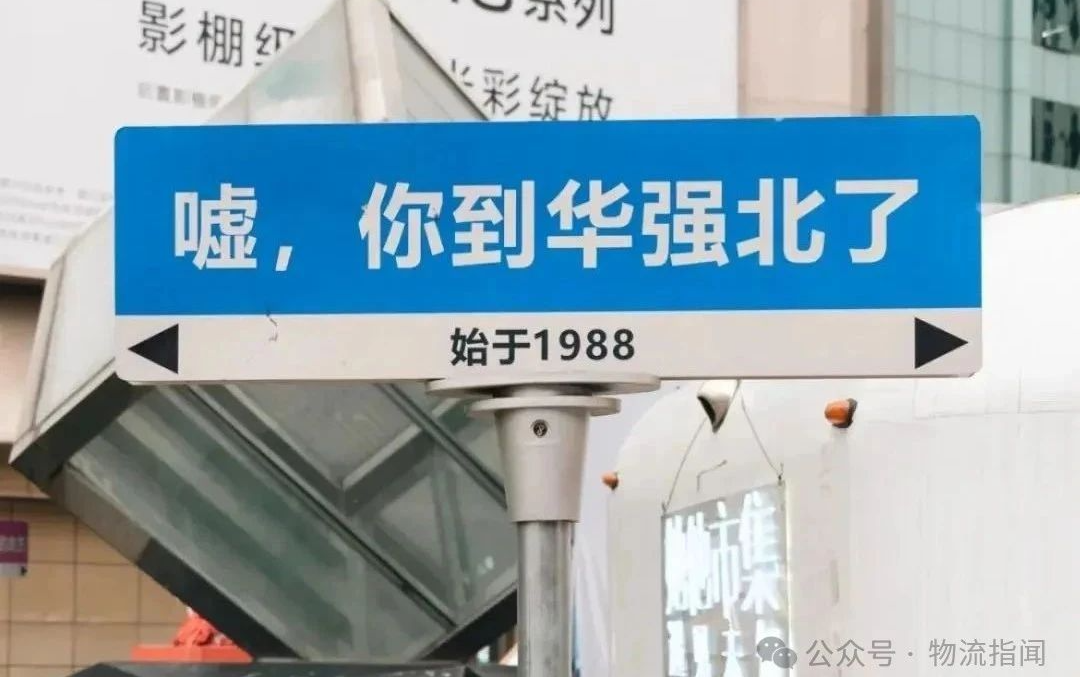 系列
影棚级
光彩绽放
嘘，你到华强北了
始于1988
市集
公众号·物流指闻